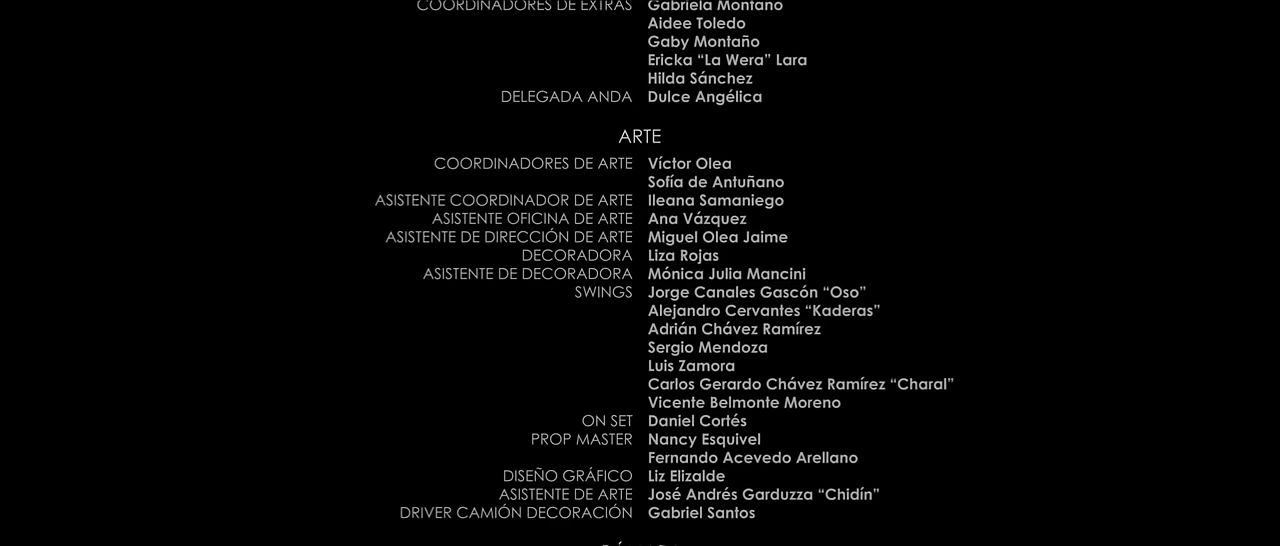 COORDINADORES DE EXTRAS Gabriela Montaño
Aidee Toledo
Gaby Montaño
Ericka “La Wera” Lara
Hilda Sánchez
DELEGADA ANDA Dulce Angélica
ARTE
COORDINADORES DE ARTE Víctor Olea
Sofía de Antuñano
ASISTENTE COORDINADOR DE ARTE Ileana Samaniego
ASISTENTE OFICINA DE ARTE Ana Vázquez
ASISTENTE DE DIRECCIÓN DE ARTE Miguel Olea Jaime
DECORADORA Liza Rojas
ASISTENTE DE DECORADORA Mónica Julia Mancini
SWINGS Jorge Canales Gascón “Oso”
Alejandro Cervantes “Kaderas”
Adrián Chávez Ramírez
Sergio Mendoza
Luis Zamora
Carlos Gerardo Chávez Ramírez “Charal”
Vicente Belmonte Moreno
ON SET Daniel Cortés
PROP MASTER Nancy Esquivel
Fernando Acevedo Arellano
DISEÑO GRÁFICO Liz Elizalde
ASISTENTE DE ARTE José Andrés Garduzza “Chidín”
DRIVER CAMIÓN DECORACIÓN Gabriel Santos